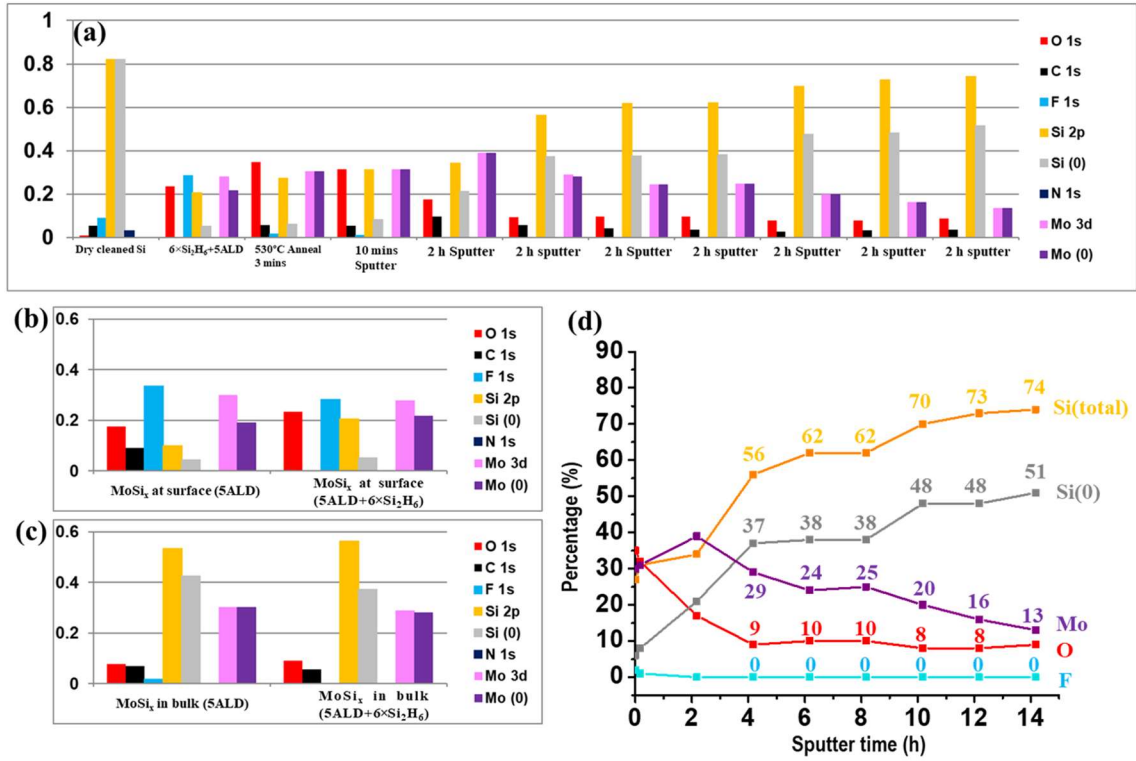 (a)
1
0.8
0.6
0.4
0.2
0
Dry cleaned Si
6×Si₂H₆+5ALD
530°C Anneal
3 mins
10 mins
Sputter
2 h Sputter
2 h sputter
2 h sputter
2 h sputter
2 h sputter
2 h sputter
2 h sputter
O 1s
C 1s
F 1s
Si 2p
Si (0)
N 1s
Mo 3d
Mo (0)
(b)
0.6
0.4
0.2
0
MoSiₓ at surface (5ALD)
MoSiₓ at surface
(5ALD+6×Si₂H₆)
O 1s
C 1s
F 1s
Si 2p
Si (0)
N 1s
Mo 3d
Mo (0)
(c)
0.6
0.4
0.2
0
MoSiₓ in bulk (5ALD)
MoSiₓ in bulk
(5ALD+6×Si₂H₆)
O 1s
C 1s
F 1s
Si 2p
Si (0)
N 1s
Mo 3d
Mo (0)
(d)
Percentage (%)
90
80
70
60
50
40
30
20
10
0
56 62 62 70 73 74
Si(total)
37 38 38 48 48 51
Si(0)
29 24 25 20 16 13
Mo
9 10 10 8 8
O
0 0 0 0 0 0
F
0 2 4 6 8 10 12 14
Sputter time (h)